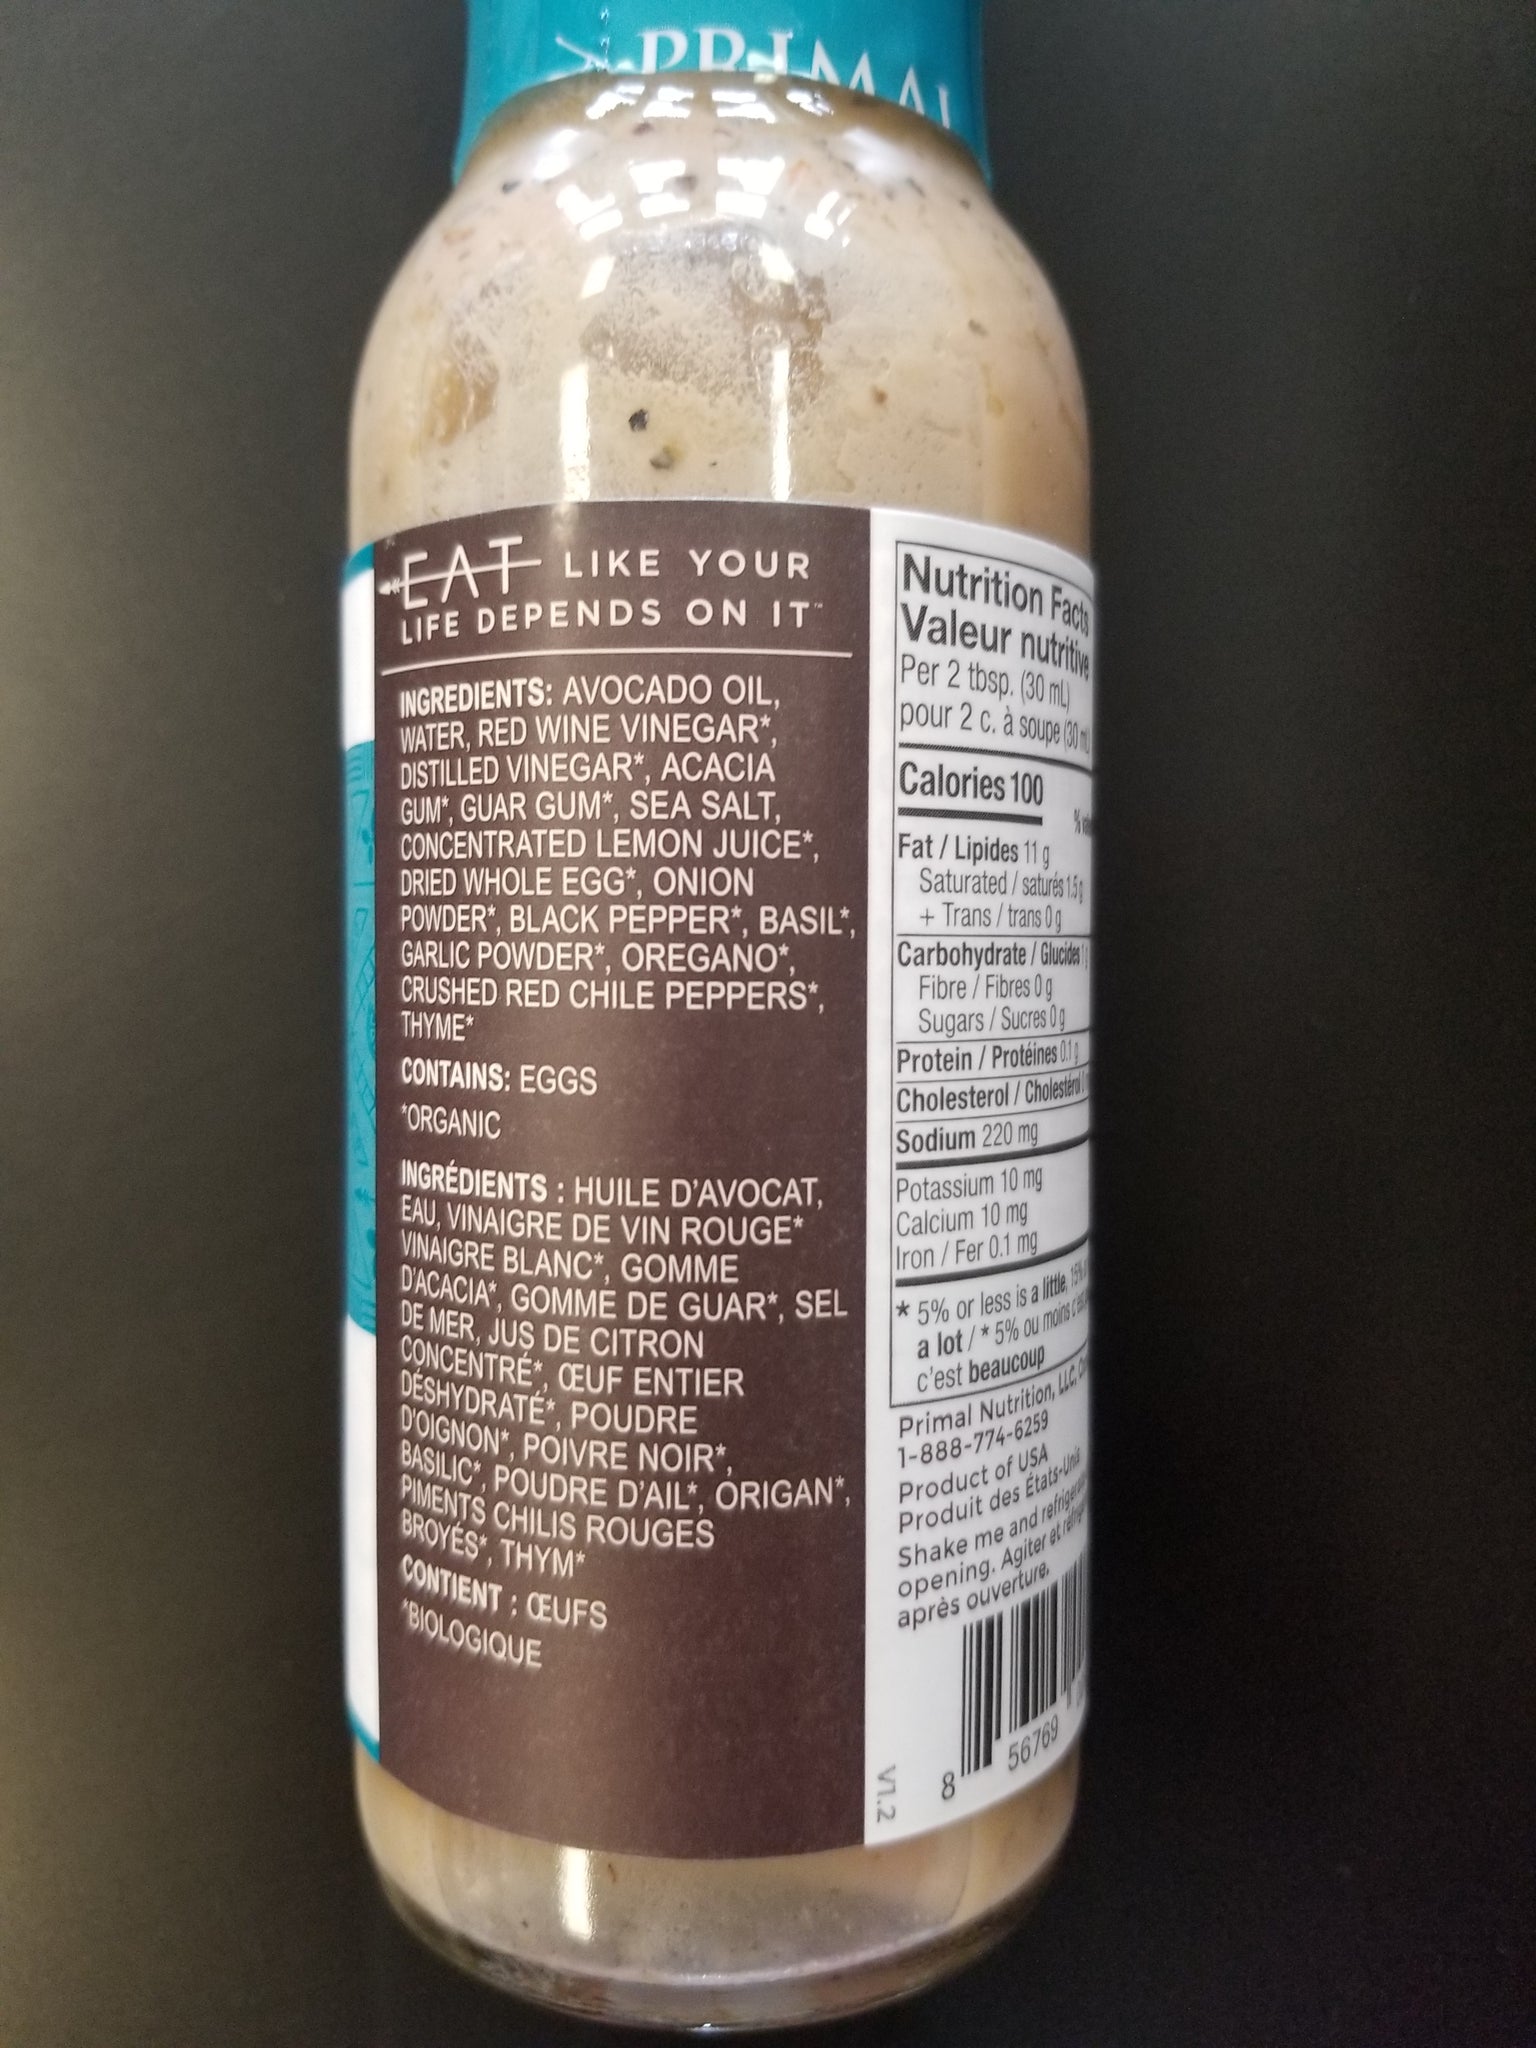 PRIMAL
EAT LIKE YOUR
LIFE DEPENDS ON IT™
INGREDIENTS: AVOCADO OIL,
WATER, RED WINE VINEGAR*,
DISTILLED VINEGAR*, ACACIA
GUM*, GUAR GUM*, SEA SALT,
CONCENTRATED LEMON JUICE*,
DRIED WHOLE EGG*, ONION
POWDER*, BLACK PEPPER*, BASIL*,
GARLIC POWDER*, OREGANO*,
CRUSHED RED CHILE PEPPERS*,
THYME*
CONTAINS: EGGS
*ORGANIC
INGRÉDIENTS : HUILE D'AVOCAT,
EAU, VINAIGRE DE VIN ROUGE*
VINAIGRE BLANC*, GOMME
D'ACACIA*, GOMME DE GUAR*, SEL
DE MER, JUS DE CITRON
CONCENTRÉ*, ŒUF ENTIER
DÉSHYDRATÉ*, POUDRE
D'OIGNON*, POIVRE NOIR*,
BASILIC*, POUDRE D'AIL*, ORIGAN*,
PIMENTS CHILIS ROUGES
BROYÉS*, THYM*
CONTIENT : ŒUFS
*BIOLOGIQUE
Nutrition Facts
Valeur nutritive
Per 2 tbsp. (30 mL)
pour 2 c. à soupe (30 mL)
Calories 100
%
Fat / Lipides 11 g
Saturated / saturés 1.5 g
+ Trans / trans 0 g
Carbohydrate / Glucides 1 g
Fibre / Fibres 0 g
Sugars / Sucres 0 g
Protein / Protéines 0.1 g
Cholesterol / Cholestérol
Sodium 220 mg
Potassium 10 mg
Calcium 10 mg
Iron / Fer 0.1 mg
* 5% or less is a little, 15%
a lot / * 5% ou moins c'est
c'est beaucoup
Primal Nutrition, LLC,
1-888-774-6259
Product of USA
Produit des États-Unis
Shake me and
opening. Agiter et
après ouverture.
8 56769
V1.2